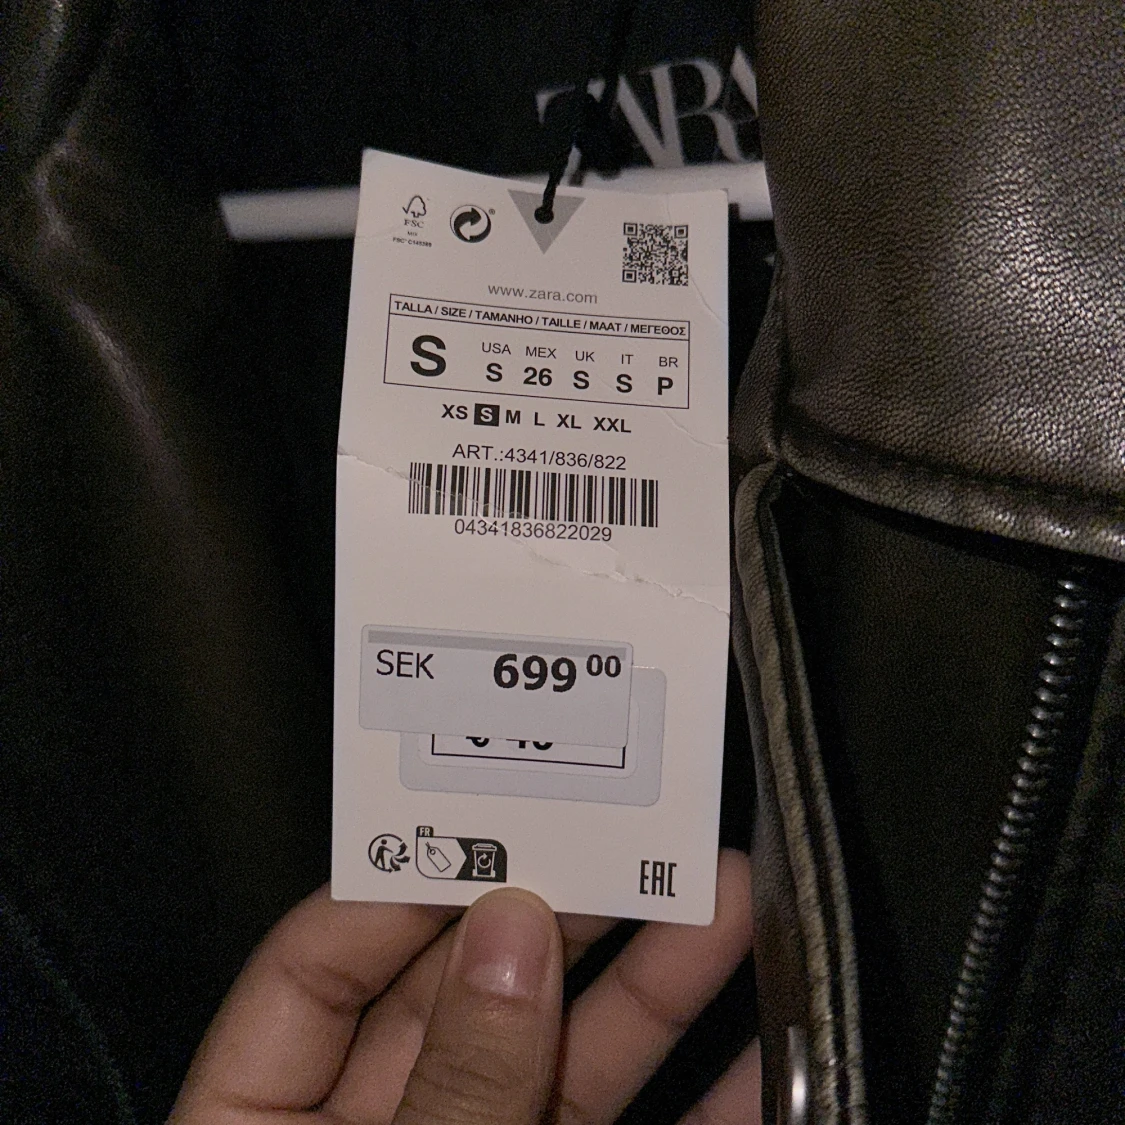 ZARA
FSC
MIX
www.zara.com
TALLA / SIZE / TAMANHO / TAILLE / MAAT / ΜΕΓΕΘΟΣ
S
USA MEX UK IT BR
S 26 S S P
XS S M L XL XXL
ART.:4341/836/822
04341836822029
SEK 699 00
FR
EAC